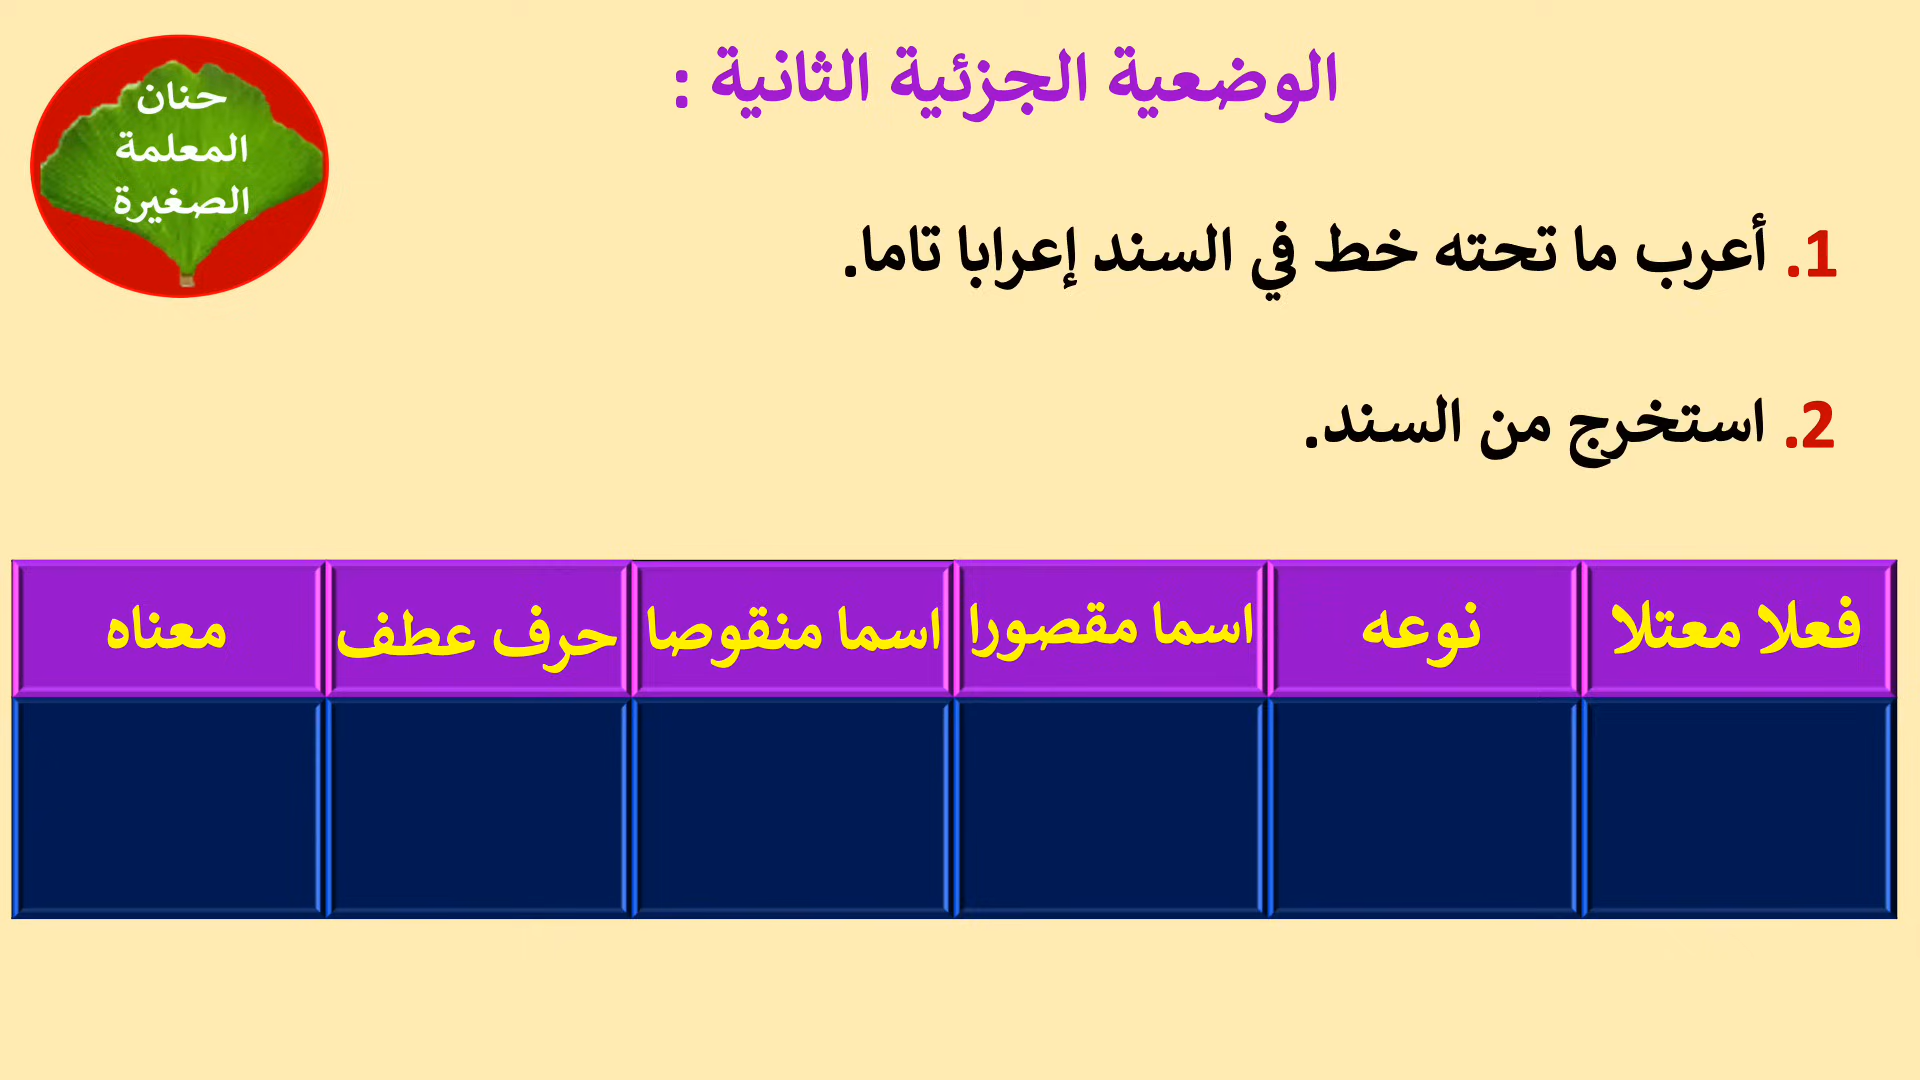 الوضعية الجزئية الثانية :
حنان
المعلمة
الصغيرة
1. أعرب ما تحته خط في السند إعرابا تاما.
2. استخرج من السند.
فعلا معتلا نوعه اسما مقصورا اسما منقوصا حرف عطف معناه